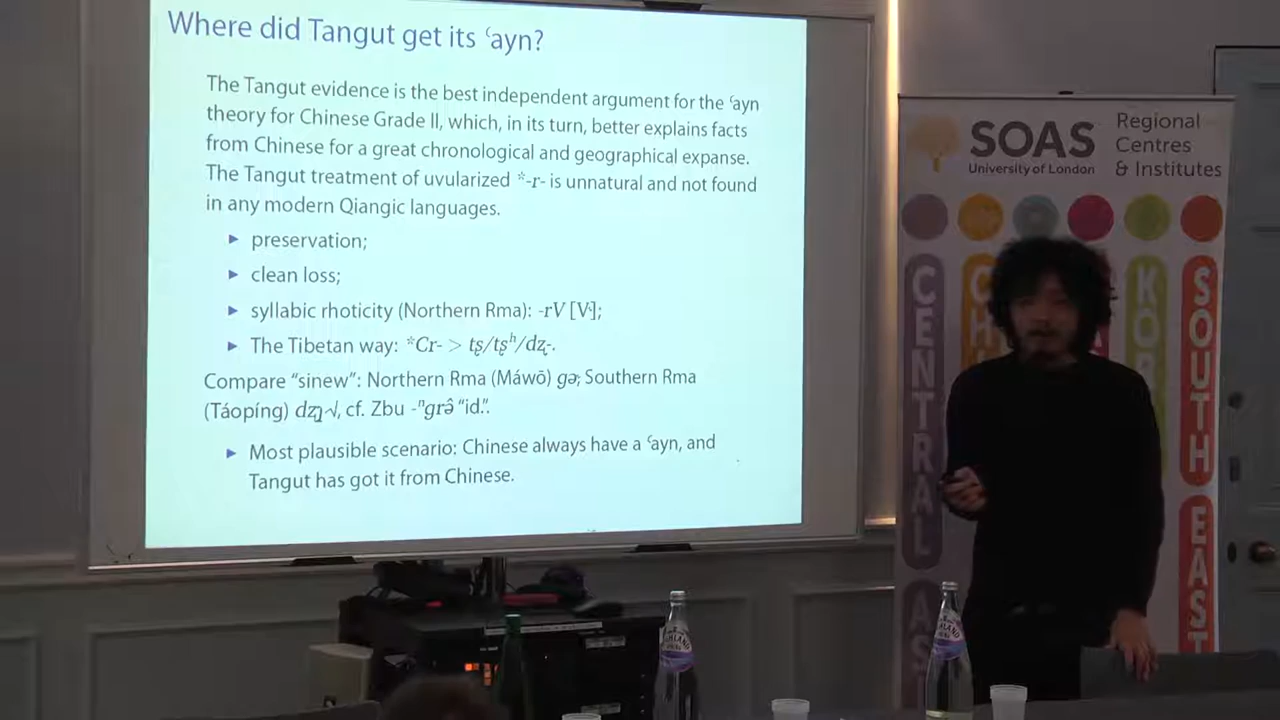 Where did Tangut get its ʿayn?
The Tangut evidence is the best independent argument for the ʿayn
theory for Chinese Grade II, which, in its turn, better explains facts
from Chinese for a great chronological and geographical expanse.
The Tangut treatment of uvularized *-r- is unnatural and not found
in any modern Qiangic languages.
▶ preservation;
▶ clean loss;
▶ syllabic rhoticity (Northern Rma): -rV [Vʵ];
▶ The Tibetan way: *Cr- > tʂ/tʂʰ/dʐ-.
Compare “sinew”: Northern Rma (Máwō) gə; Southern Rma
(Táopíng) cf. Zbu -ⁿgrə̂ “id.”.
▶ Most plausible scenario: Chinese always have a ʿayn, and
Tangut has got it from Chinese.
SOAS
University of London
Regional
Centres
& Institutes
CENTRAL
AS
CH
KO
SOUTH
EAST